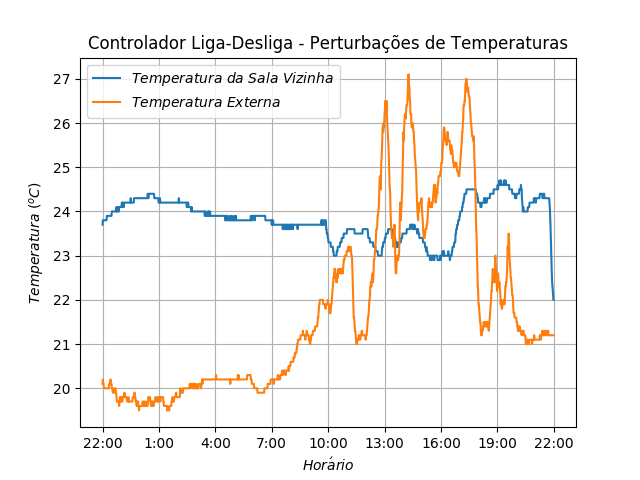 Controlador Liga-Desliga - Perturbações de Temperaturas
Temperatura da Sala Vizinha
Temperatura Externa
Temperatura (ºC)
27
26
25
24
23
22
21
20
22:00 1:00 4:00 7:00 10:00 13:00 16:00 19:00 22:00
Horário